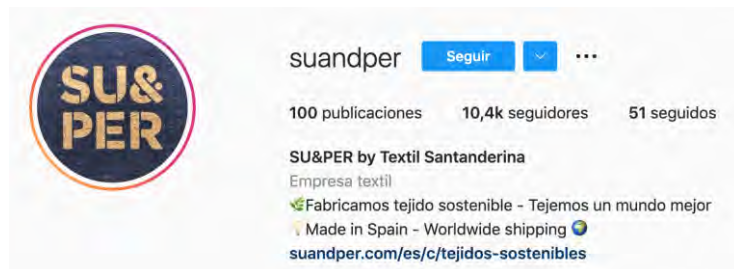 SU&
PER
suandper Seguir
100 publicaciones 10,4k seguidores 51 seguidos
SU&PER by Textil Santanderina
Empresa textil
🌿Fabricamos tejido sostenible - Tejemos un mundo mejor
Made in Spain - Worldwide shipping 🌍
suandper.com/es/c/tejidos-sostenibles